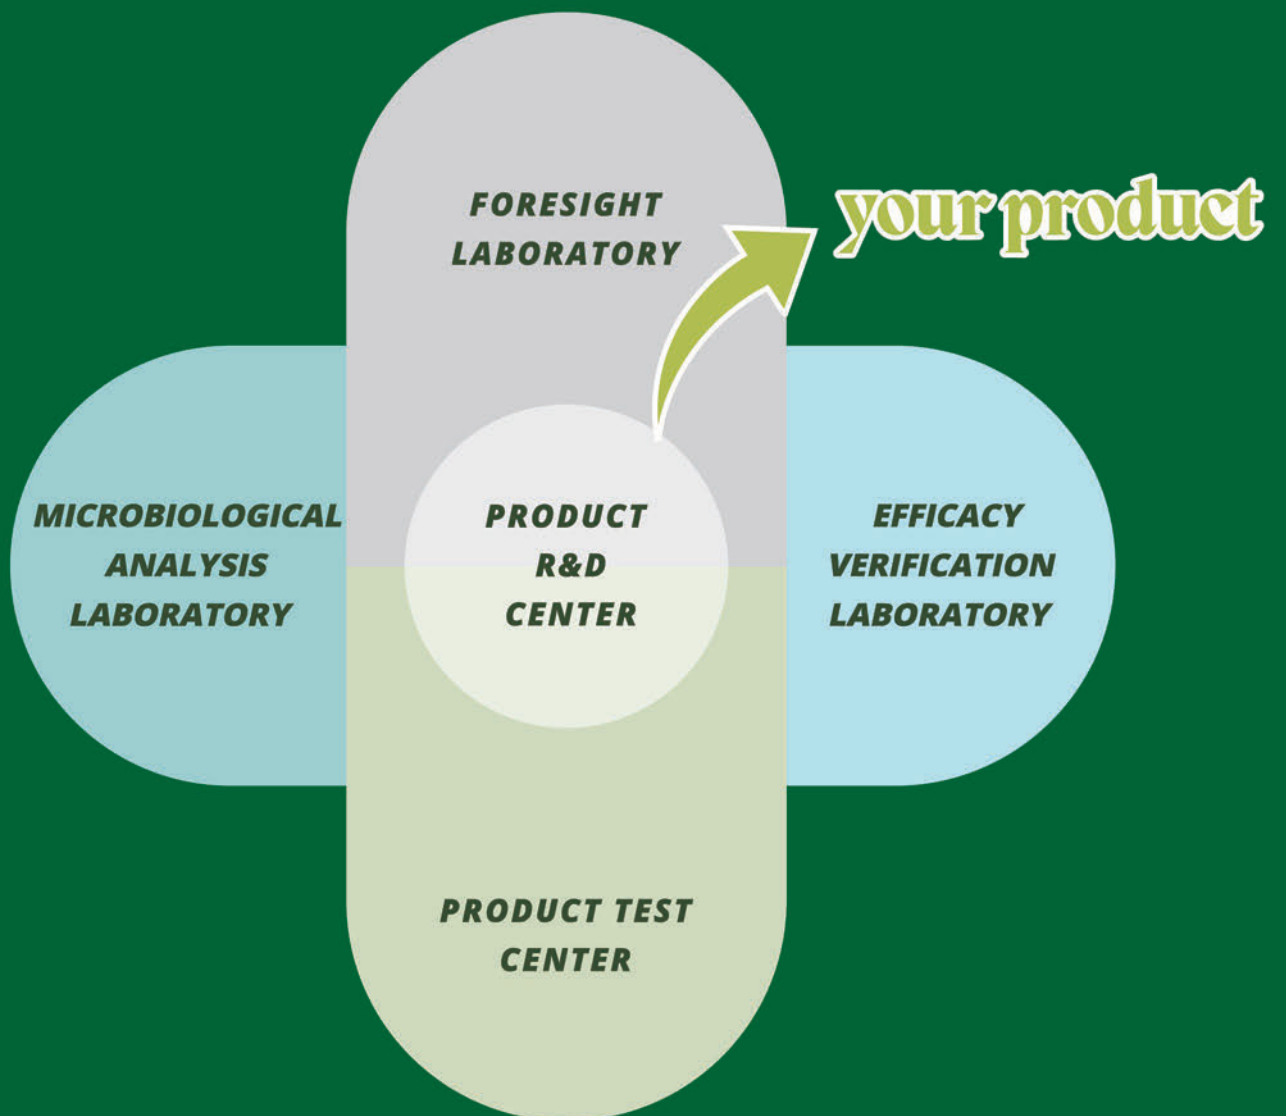 FORESIGHT
LABORATORY
your product
MICROBIOLOGICAL
ANALYSIS
LABORATORY
PRODUCT
R&D
CENTER
EFFICACY
VERIFICATION
LABORATORY
PRODUCT TEST
CENTER